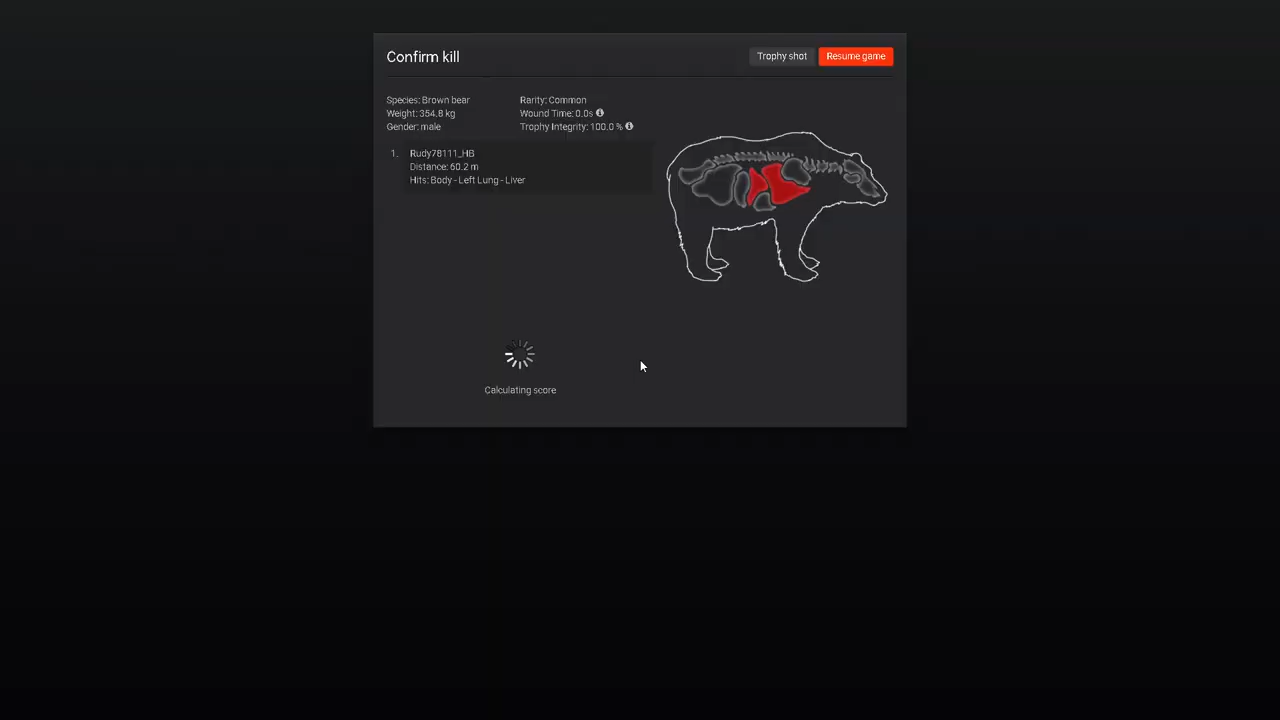 Confirm kill
Trophy shot
Resume game
Species: Brown bear
Weight: 354.8 kg
Gender: male
Rarity: Common
Wound Time: 0.0s
Trophy Integrity: 100.0 %
1.
Rudy78111_HB
Distance: 60.2 m
Hits: Body - Left Lung - Liver
Calculating score